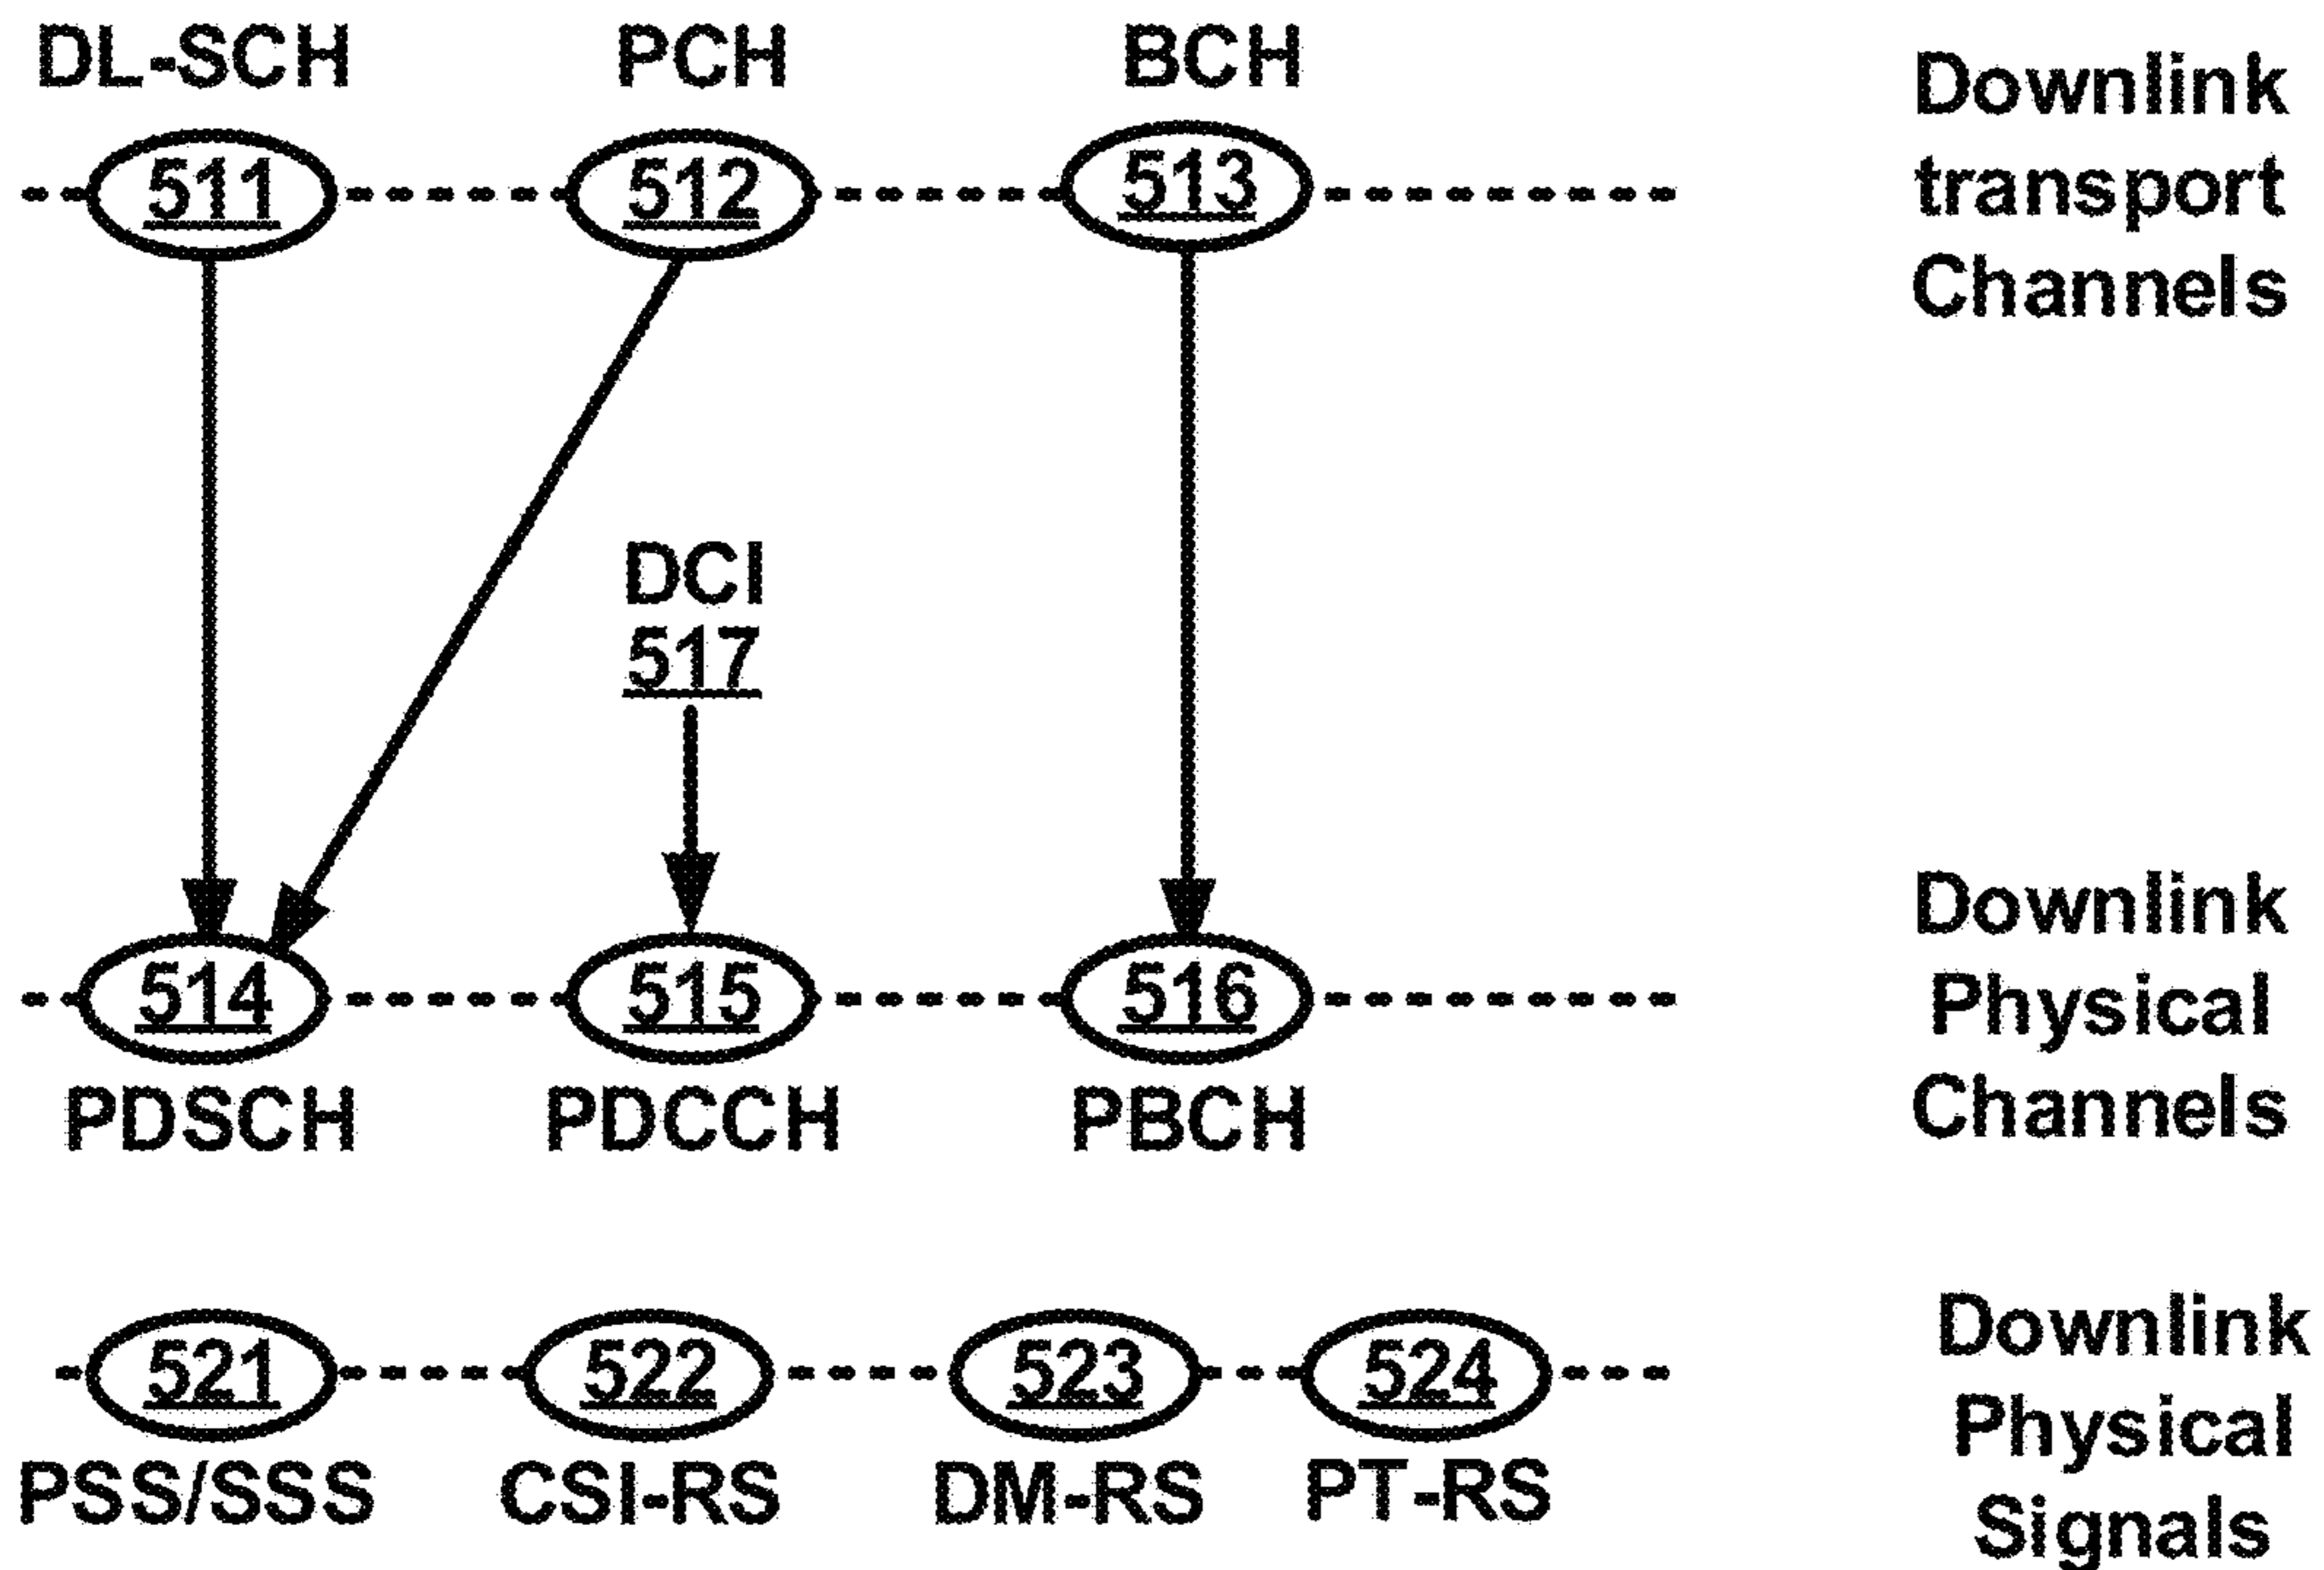 DL-SCH PCH BCH
511 512 513
Downlink
transport
Channels
DCI
517
514 515 516
PDSCH PDCCH PBCH
Downlink
Physical
Channels
521 522 523 524
PSS/SSS CSI-RS DM-RS PT-RS
Downlink
Physical
Signals